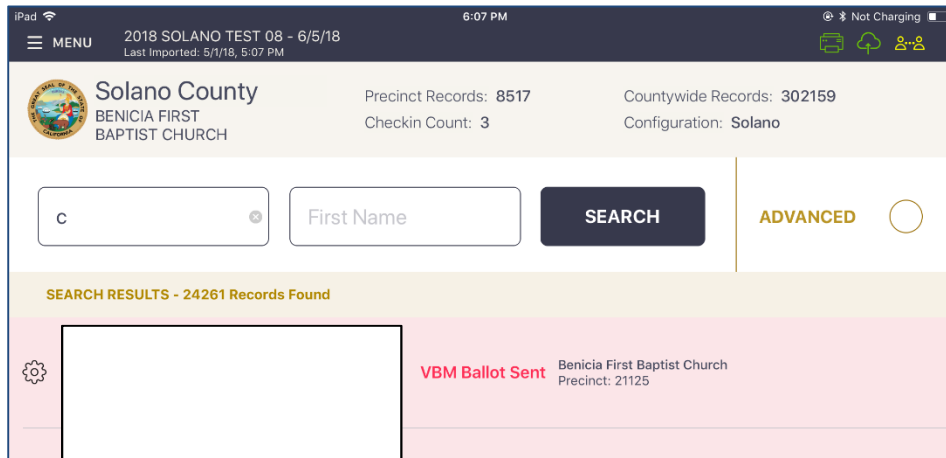 iPad 6:07 PM Not Charging
MENU 2018 SOLANO TEST 08 - 6/5/18
Last Imported: 5/1/18, 5:07 PM
Solano County
BENICIA FIRST
BAPTIST CHURCH
Precinct Records: 8517
Checkin Count: 3
Countywide Records: 302159
Configuration: Solano
c
First Name
SEARCH
ADVANCED
SEARCH RESULTS - 24261 Records Found
VBM Ballot Sent
Benicia First Baptist Church
Precinct: 21125